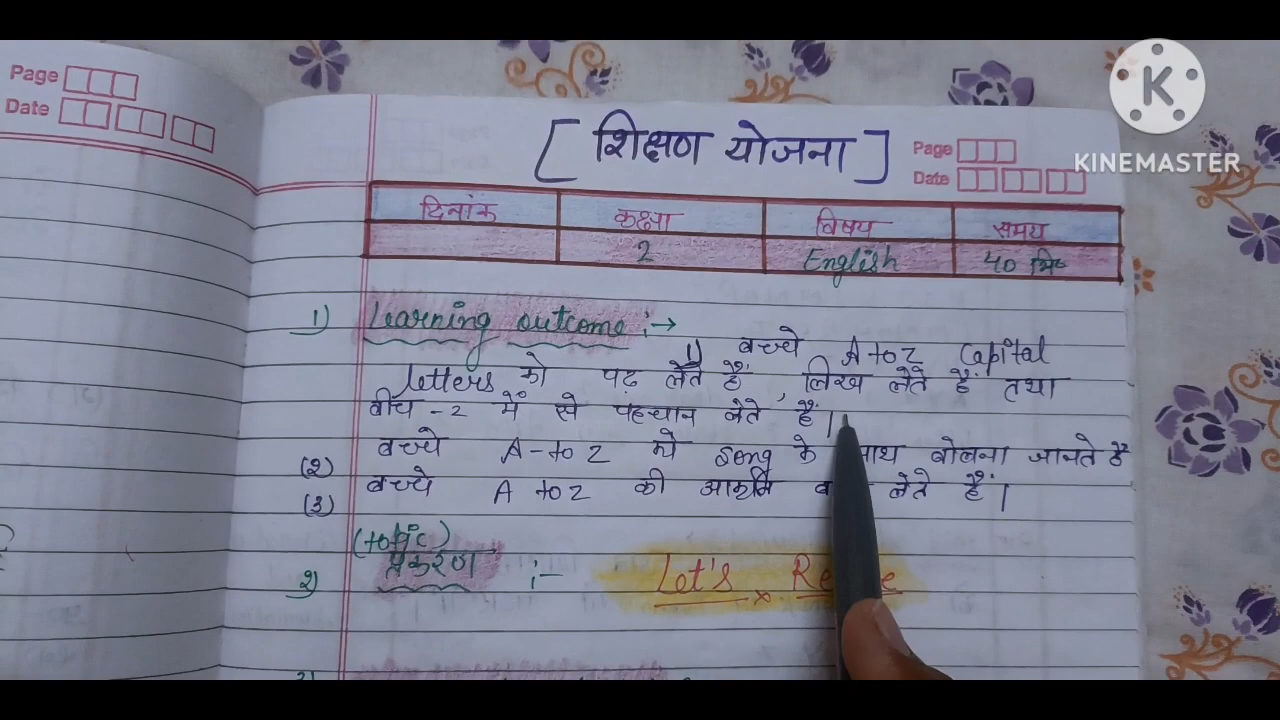 Page
Date
[ शिक्षण योजना ]
Page
Date
KINEMASTER
दिनांक कक्षा विषय समय
2 English 40 मि०
1) Learning outcome :→
1) बच्चे A to Z Capital
letters को पढ़ लेते हैं, लिख लेते हैं तथा
बीच-2 में से पहचान लेते हैं।
(2) बच्चे A-to Z को song के साथ बोलना जानते है
(3) बच्चे A to Z की आकृति लेते हैं।
(topic)
2) प्रकरण :- Let's